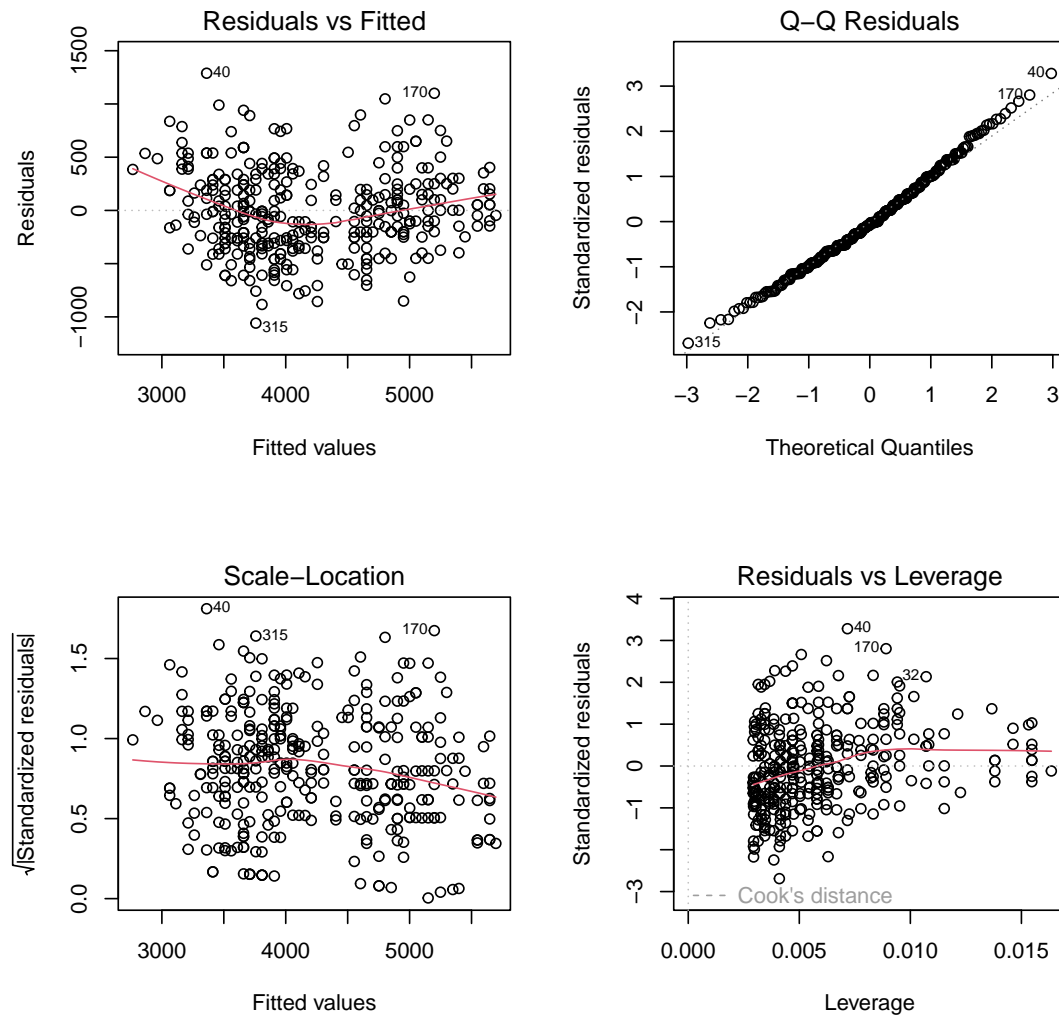 Residuals vs Fitted
1500
500
0
−1000
Residuals
40
170
315
3000 4000 5000
Fitted values
Q−Q Residuals
3
2
1
0
−1
−2
Standardized residuals
40
170
315
−3 −2 −1 0 1 2 3
Theoretical Quantiles
Scale−Location
1.5
1.0
0.5
0.0
√|Standardized residuals|
40
315
170
3000 4000 5000
Fitted values
Residuals vs Leverage
4
3
2
1
0
−1
−3
Standardized residuals
40
170
32
Cook's distance
0.000 0.005 0.010 0.015
Leverage